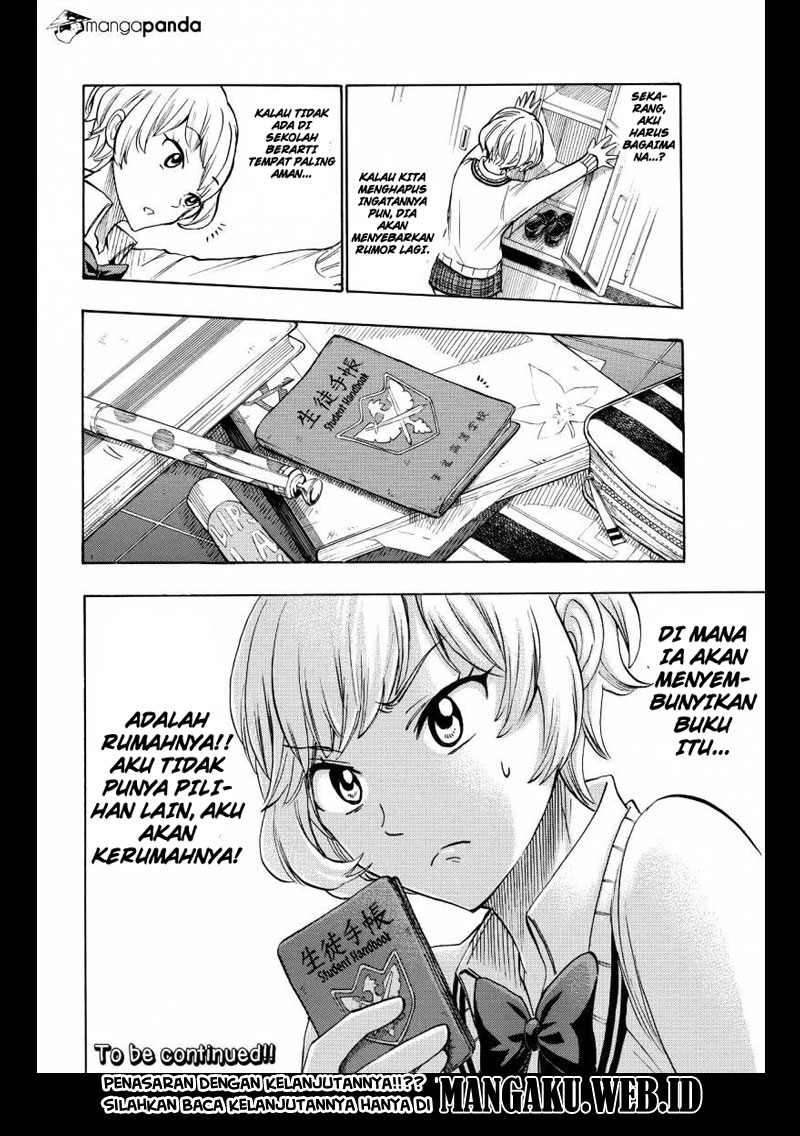 mangapanda
SEKA-
RANG,
AKU
HARUS
BAGAIMA
NA...?
KALAU KITA
MENGHAPUS
INGATANNYA
PUN, DIA
AKAN
MENYEBARKAN
RUMOR LAGI.
KALAU TIDAK
ADA DI
SEKOLAH
BERARTI
TEMPAT PALING
AMAN...
生徒手帳
Student Handbook
DI MANA
IA AKAN
MENYEM-
BUNYIKAN
BUKU
ITU...
ADALAH
RUMAHNYA!!
AKU TIDAK
PUNYA PILI-
HAN LAIN, AKU
AKAN
KERUMAHNYA!
生徒手帳
Student Handbook
To be continued!!
PENASARAN DENGAN KELANJUTANNYA!!??
SILAHKAN BACA KELANJUTANNYA HANYA DI MANGAKU.WEB.ID